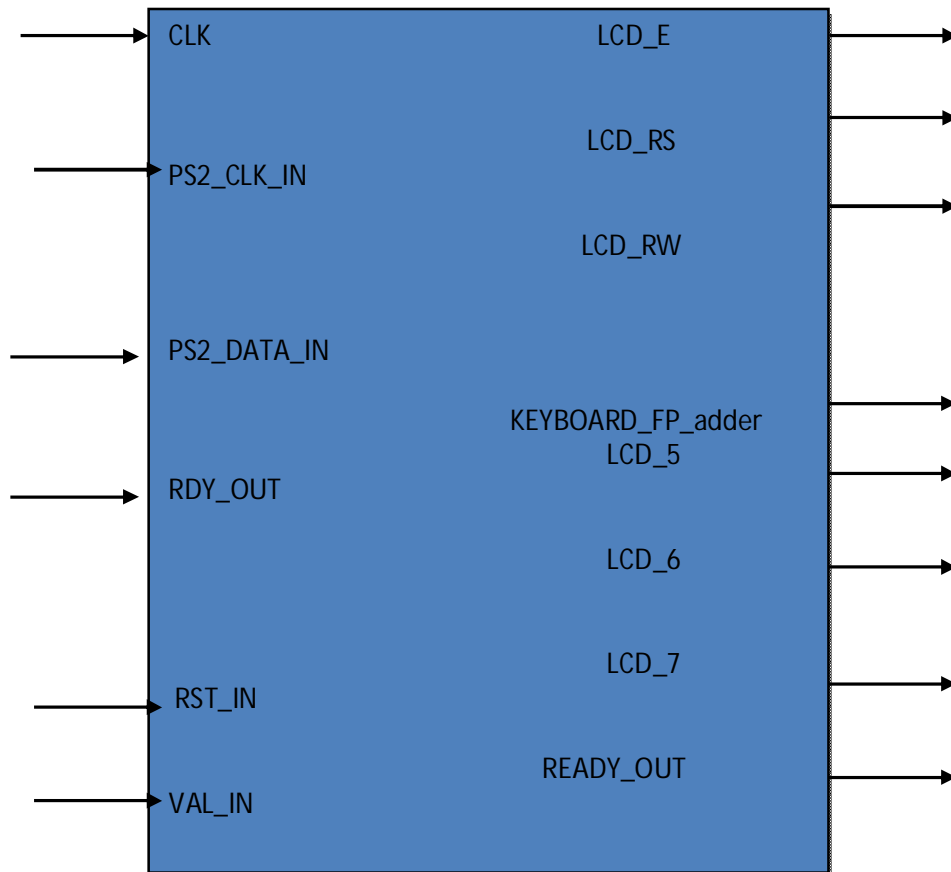 CLK
PS2_CLK_IN
PS2_DATA_IN
RDY_OUT
RST_IN
VAL_IN
LCD_E
LCD_RS
LCD_RW
KEYBOARD_FP_adder
LCD_5
LCD_6
LCD_7
READY_OUT